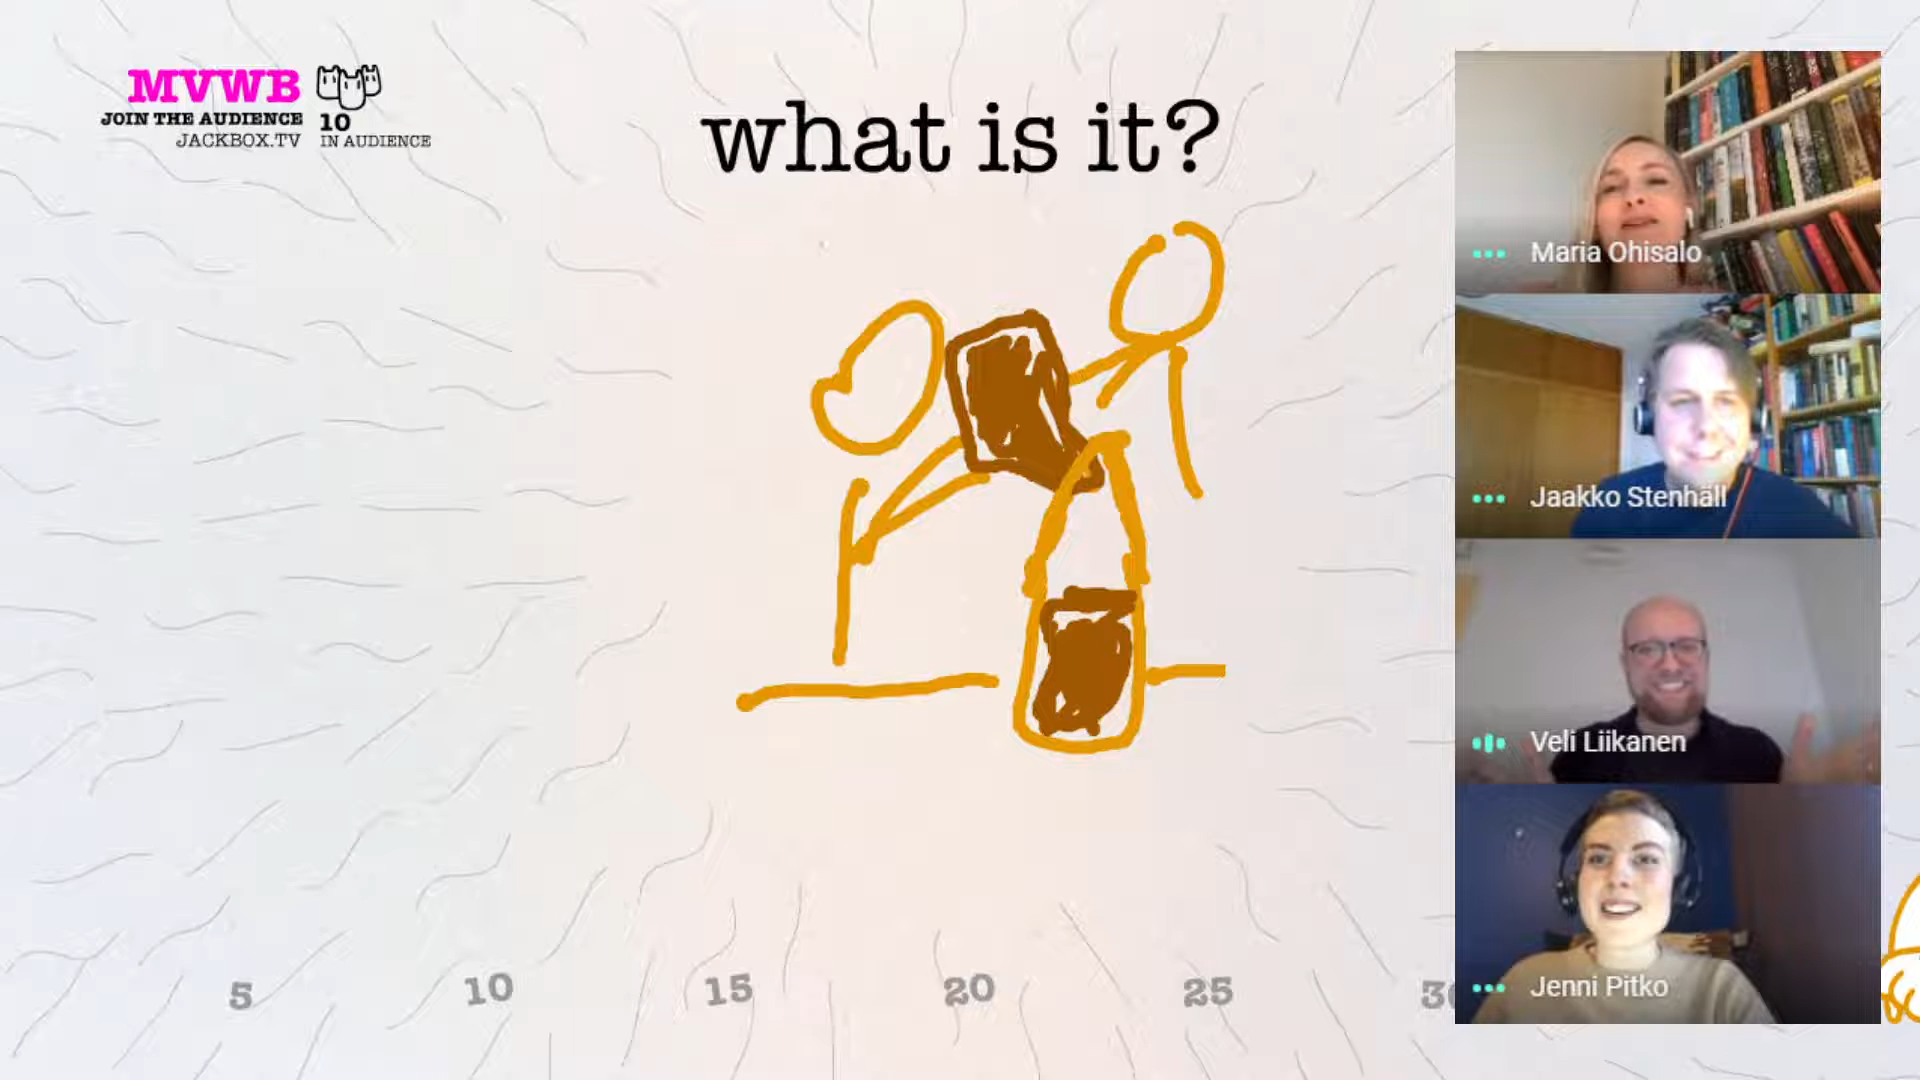 MVWB
JOIN THE AUDIENCE
JACKBOX.TV
10
IN AUDIENCE
what is it?
Maria Ohisalo
Jaakko Stenhäll
Veli Liikanen
Jenni Pitko
5 10 15 20 25